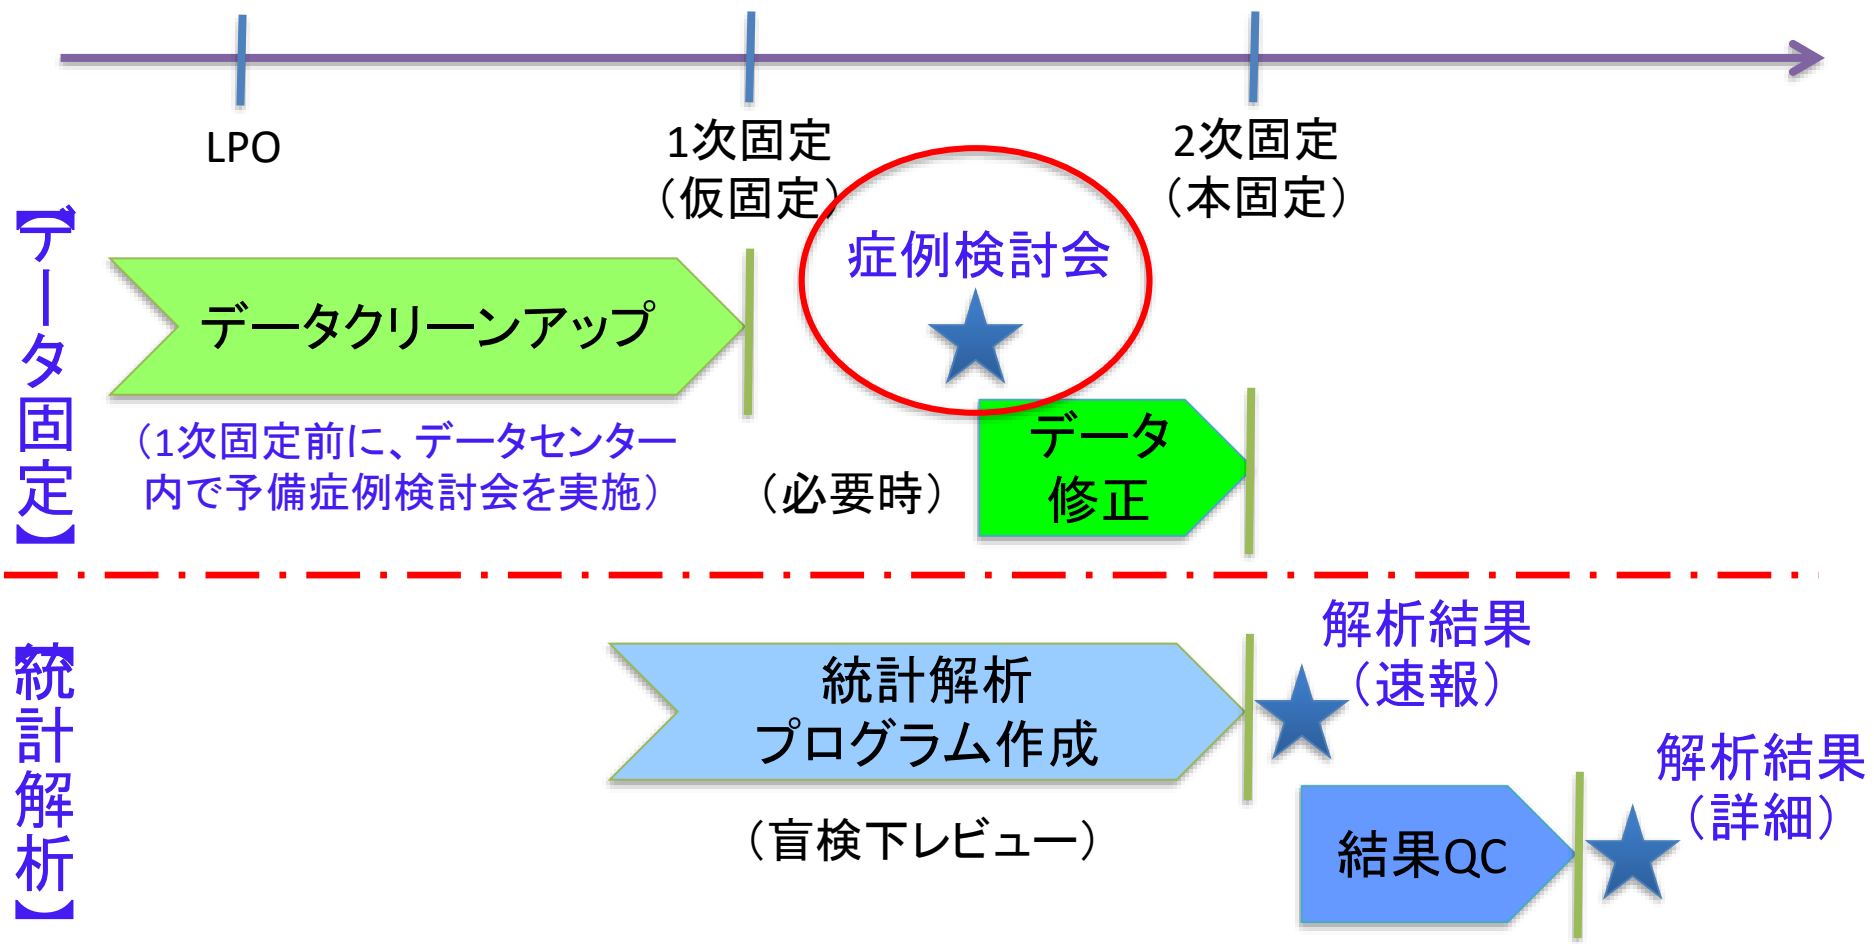 LPO
1次固定
（仮固定）
2次固定
（本固定）
【データ固定】
症例検討会
データクリーンアップ
（1次固定前に、データセンター
内で予備症例検討会を実施）
（必要時）
データ
修正
【統計解析】
統計解析
プログラム作成
（盲検下レビュー）
解析結果
（速報）
結果QC
解析結果
（詳細）